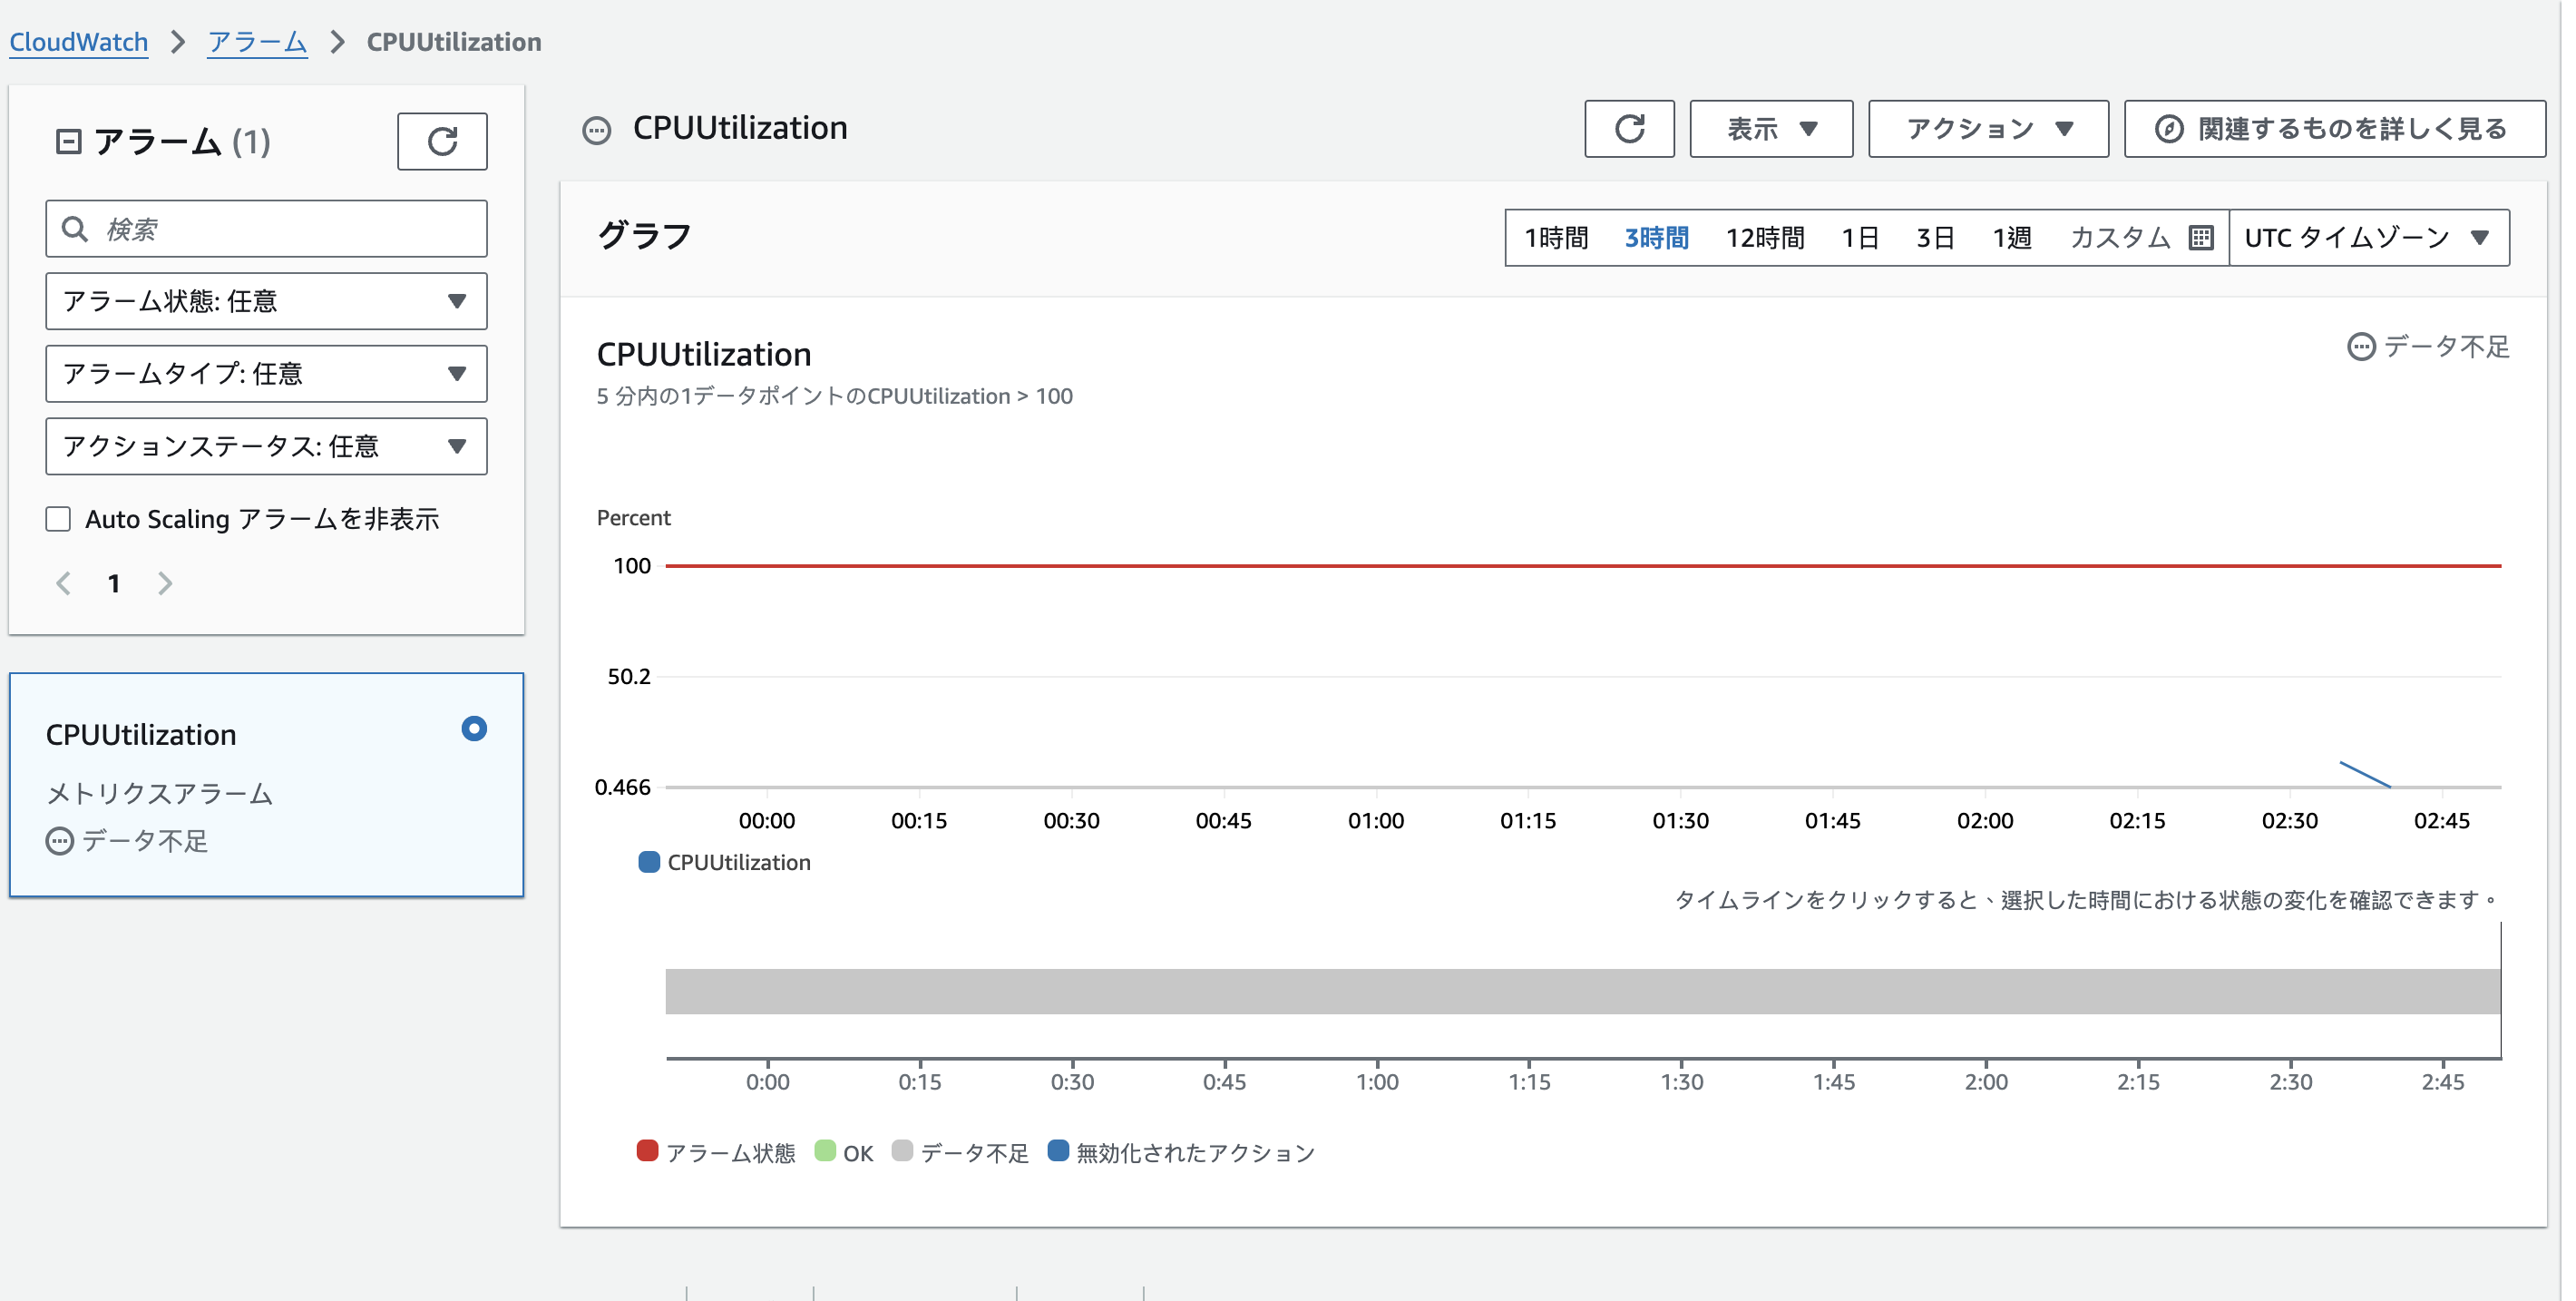 CloudWatch > アラーム > CPUUtilization
アラーム (1)
検索
アラーム状態: 任意
アラームタイプ: 任意
アクションステータス: 任意
Auto Scaling アラームを非表示
1
CPUUtilization
メトリクスアラーム
データ不足
CPUUtilization
表示
アクション
関連するものを詳しく見る
グラフ
1時間 3時間 12時間 1日 3日 1週 カスタム UTC タイムゾーン
CPUUtilization
データ不足
5 分内の1データポイントのCPUUtilization > 100
Percent
100
50.2
0.466
00:00 00:15 00:30 00:45 01:00 01:15 01:30 01:45 02:00 02:15 02:30 02:45
CPUUtilization
タイムラインをクリックすると、選択した時間における状態の変化を確認できます。
0:00 0:15 0:30 0:45 1:00 1:15 1:30 1:45 2:00 2:15 2:30 2:45
アラーム状態 OK データ不足 無効化されたアクション